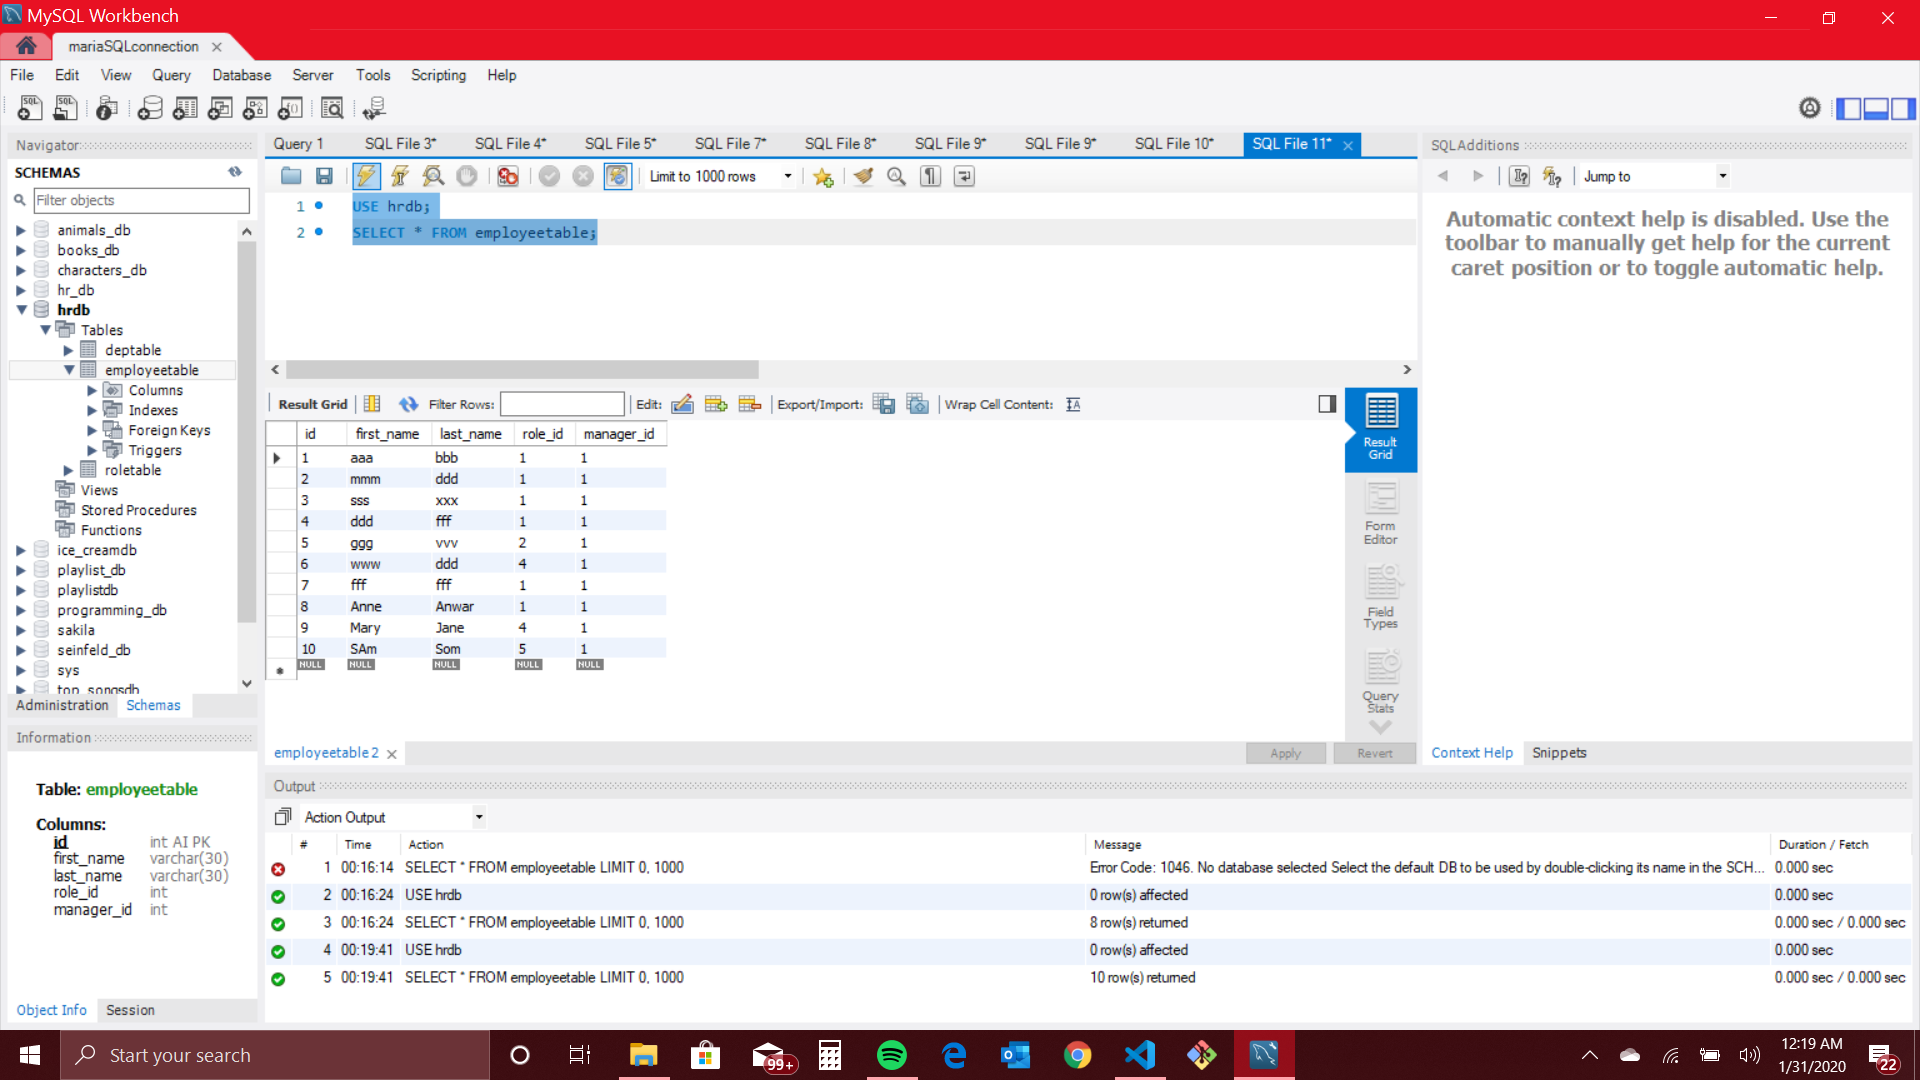 MySQL Workbench
mariaSQLconnection
File Edit View Query Database Server Tools Scripting Help
Navigator
SCHEMAS
Filter objects
animals_db
books_db
characters_db
hr_db
hrdb
Tables
deptable
employeetable
Columns
Indexes
Foreign Keys
Triggers
roletable
Views
Stored Procedures
Functions
ice_creamdb
playlist_db
playlistdb
programming_db
sakila
seinfeld_db
sys
top_songsdb
Administration Schemas
Information
Table: employeetable
Columns:
id int AI PK
first_name varchar(30)
last_name varchar(30)
role_id int
manager_id int
Object Info Session
Query 1 SQL File 3* SQL File 4* SQL File 5* SQL File 7* SQL File 8* SQL File 9* SQL File 9* SQL File 10* SQL File 11*
Limit to 1000 rows
1 USE hrdb;
2 SELECT * FROM employeetable;
Result Grid Filter Rows: Edit: Export/Import: Wrap Cell Content:
id first_name last_name role_id manager_id
1 aaa bbb 1 1
2 mmm ddd 1 1
3 sss xxx 1 1
4 ddd fff 1 1
5 ggg vvv 2 1
6 www ddd 4 1
7 fff fff 1 1
8 Anne Anwar 1 1
9 Mary Jane 4 1
10 SAm Som 5 1
NULL NULL NULL NULL NULL
Result
Grid
Form
Editor
Field
Types
Query
Stats
employeetable 2 Apply Revert
SQLAdditions
Jump to
Automatic context help is disabled. Use the
toolbar to manually get help for the current
caret position or to toggle automatic help.
Context Help Snippets
Output
Action Output
# Time Action Message Duration / Fetch
1 00:16:14 SELECT * FROM employeetable LIMIT 0, 1000 Error Code: 1046. No database selected Select the default DB to be used by double-clicking its name in the SCH... 0.000 sec
2 00:16:24 USE hrdb 0 row(s) affected 0.000 sec
3 00:16:24 SELECT * FROM employeetable LIMIT 0, 1000 8 row(s) returned 0.000 sec / 0.000 sec
4 00:19:41 USE hrdb 0 row(s) affected 0.000 sec
5 00:19:41 SELECT * FROM employeetable LIMIT 0, 1000 10 row(s) returned 0.000 sec / 0.000 sec
Start your search
99+
12:19 AM
1/31/2020
22